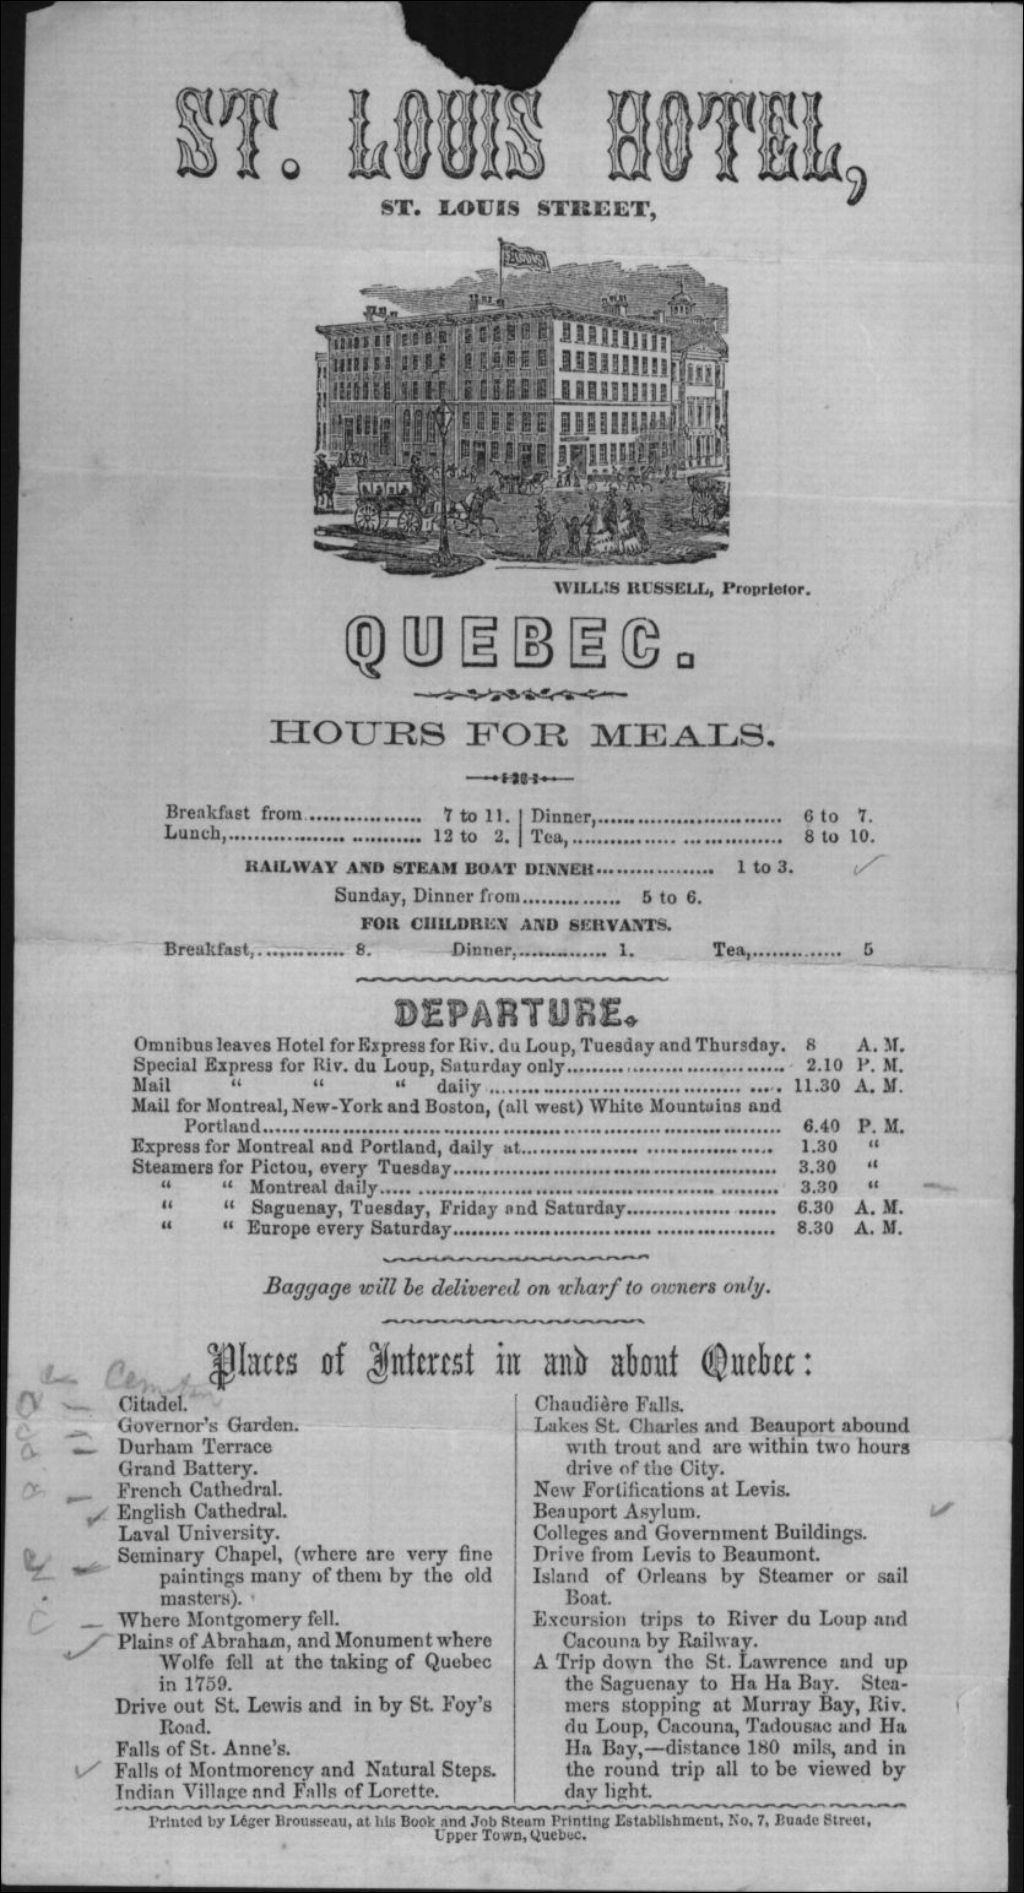 ST. LOUIS HOTEL,
ST. LOUIS STREET,
WILLIS RUSSELL, Proprietor.
QUEBEC.
HOURS FOR MEALS.
Breakfast from................. 7 to 11. | Dinner,........................... 6 to 7.
Lunch,............................ 12 to 2. | Tea,............................... 8 to 10.
RAILWAY AND STEAM BOAT DINNER.................. 1 to 3.
Sunday, Dinner from............... 5 to 6.
FOR CHILDREN AND SERVANTS.
Breakfast,............. 8. Dinner,.............. 1. Tea,.............. 5
DEPARTURE.
Omnibus leaves Hotel for Express for Riv. du Loup, Tuesday and Thursday. 8 A. M.
Special Express for Riv. du Loup, Saturday only................................ 2.10 P. M.
Mail " " " daily............................................ 11.30 A. M.
Mail for Montreal, New-York and Boston, (all west) White Mountains and
Portland........................................................................... 6.40 P. M.
Express for Montreal and Portland, daily at..................................... 1.30 "
Steamers for Pictou, every Tuesday............................................... 3.30 "
" " Montreal daily......................................................... 3.30 "
" " Saguenay, Tuesday, Friday and Saturday...................... 6.30 A. M.
" " Europe every Saturday............................................... 8.30 A. M.
Baggage will be delivered on wharf to owners only.
Places of Interest in and about Quebec:
Citadel.
Governor's Garden.
Durham Terrace
Grand Battery.
French Cathedral.
English Cathedral.
Laval University.
Seminary Chapel, (where are very fine
paintings many of them by the old
masters).
Where Montgomery fell.
Plains of Abraham, and Monument where
Wolfe fell at the taking of Quebec
in 1759.
Drive out St. Lewis and in by St. Foy's
Road.
Falls of St. Anne's.
Falls of Montmorency and Natural Steps.
Indian Village and Falls of Lorette.
Chaudière Falls.
Lakes St. Charles and Beauport abound
with trout and are within two hours
drive of the City.
New Fortifications at Levis.
Beauport Asylum.
Colleges and Government Buildings.
Drive from Levis to Beaumont.
Island of Orleans by Steamer or sail
Boat.
Excursion trips to River du Loup and
Cacouna by Railway.
A Trip down the St. Lawrence and up
the Saguenay to Ha Ha Bay. Stea-
mers stopping at Murray Bay, Riv.
du Loup, Cacouna, Tadousac and Ha
Ha Bay,—distance 180 mils, and in
the round trip all to be viewed by
day light.
Printed by Léger Brousseau, at his Book and Job Steam Printing Establishment, No, 7, Buade Street,
Upper Town, Quebec.